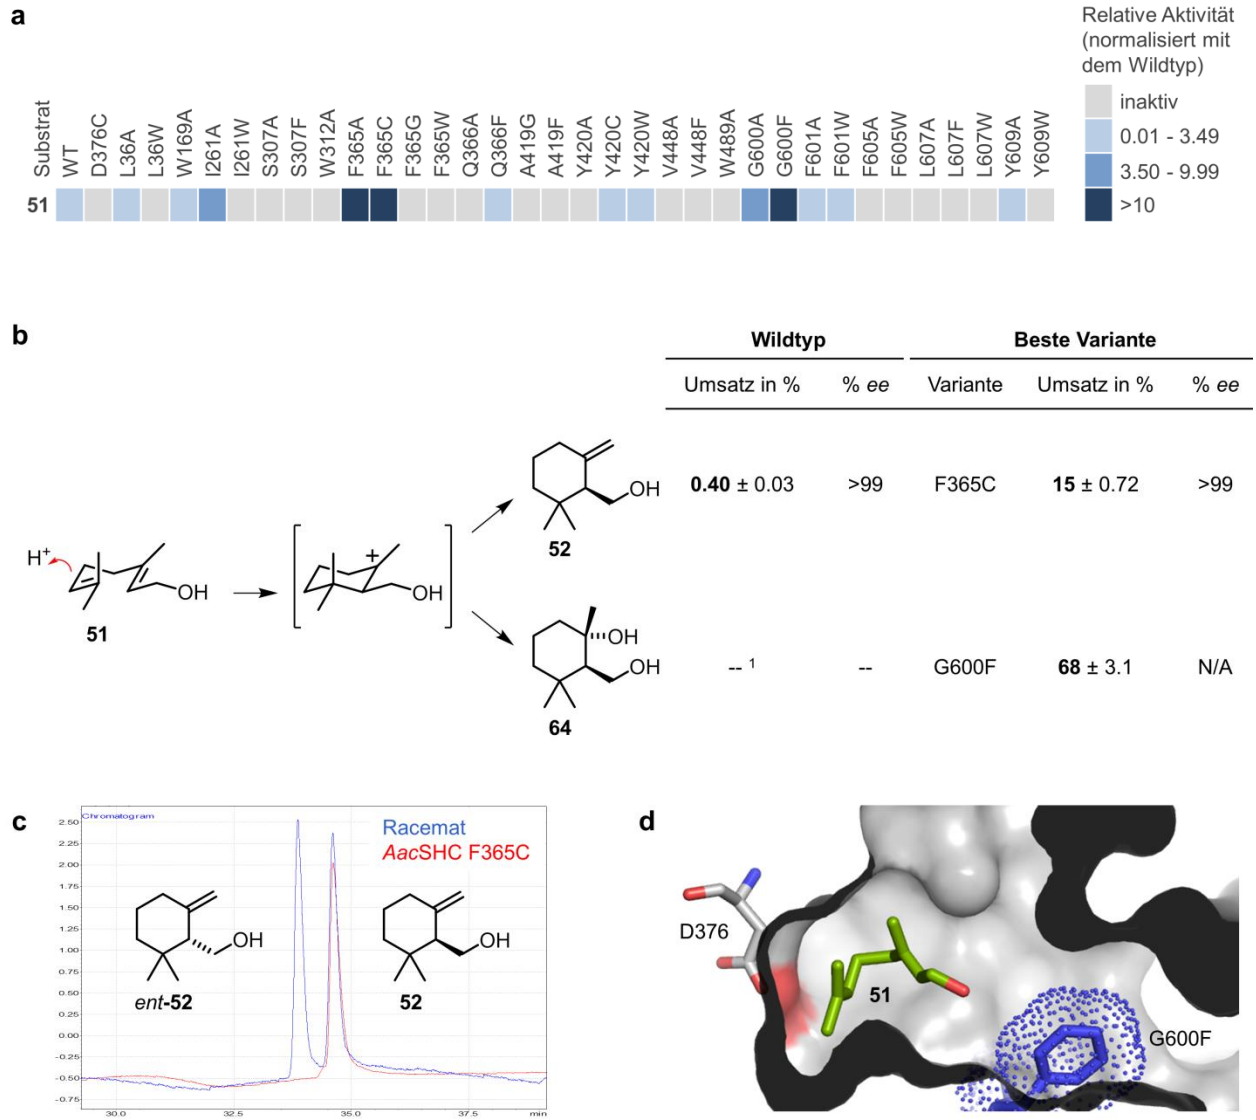 a
Relative Aktivität
(normalisiert mit
dem Wildtyp)
inaktiv
0.01 - 3.49
3.50 - 9.99
>10
Substrat
WT
D376C
L36A
L36W
W169A
I261A
I261W
S307A
S307F
W312A
F365A
F365C
F365G
F365W
Q366A
Q366F
A419G
A419F
Y420A
Y420C
Y420W
V448A
V448F
W489A
G600A
G600F
F601A
F601W
F605A
F605W
L607A
L607F
L607W
Y609A
Y609W
51
b
Wildtyp Beste Variante
Umsatz in % % ee Variante Umsatz in % % ee
OH
52
0.40 ± 0.03 >99 F365C 15 ± 0.72 >99
H+
OH
51
+
OH
OH
OH
64
-- 1 -- G600F 68 ± 3.1 N/A
c
Chromatogram
Racemat
AacSHC F365C
2.50
2.25
2.00
1.75
1.50
1.25
1.00
0.75
0.50
0.25
0.00
-0.25
-0.50
-0.75
30.0 32.5 35.0 37.5 min
OH
ent-52
OH
52
d
D376
51
G600F